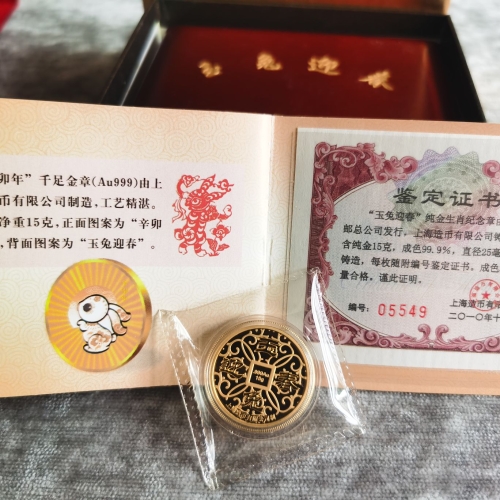 玉兔迎春
卯年”千足金章(Au999)由上
币有限公司制造,工艺精湛。
净重15克,正面图案为“辛卯
,背面图案为“玉兔迎春”。
鉴定证书
“玉兔迎春”纯金生肖纪念章
邮总公司发行,上海造币有限公司
含纯金15克,成色99.9%,直径25毫
铸造,每枚随附编号鉴定证书。成色
量合格。谨此证明。
编号:05549
上海造币有
二〇一〇年十
999Au
15g